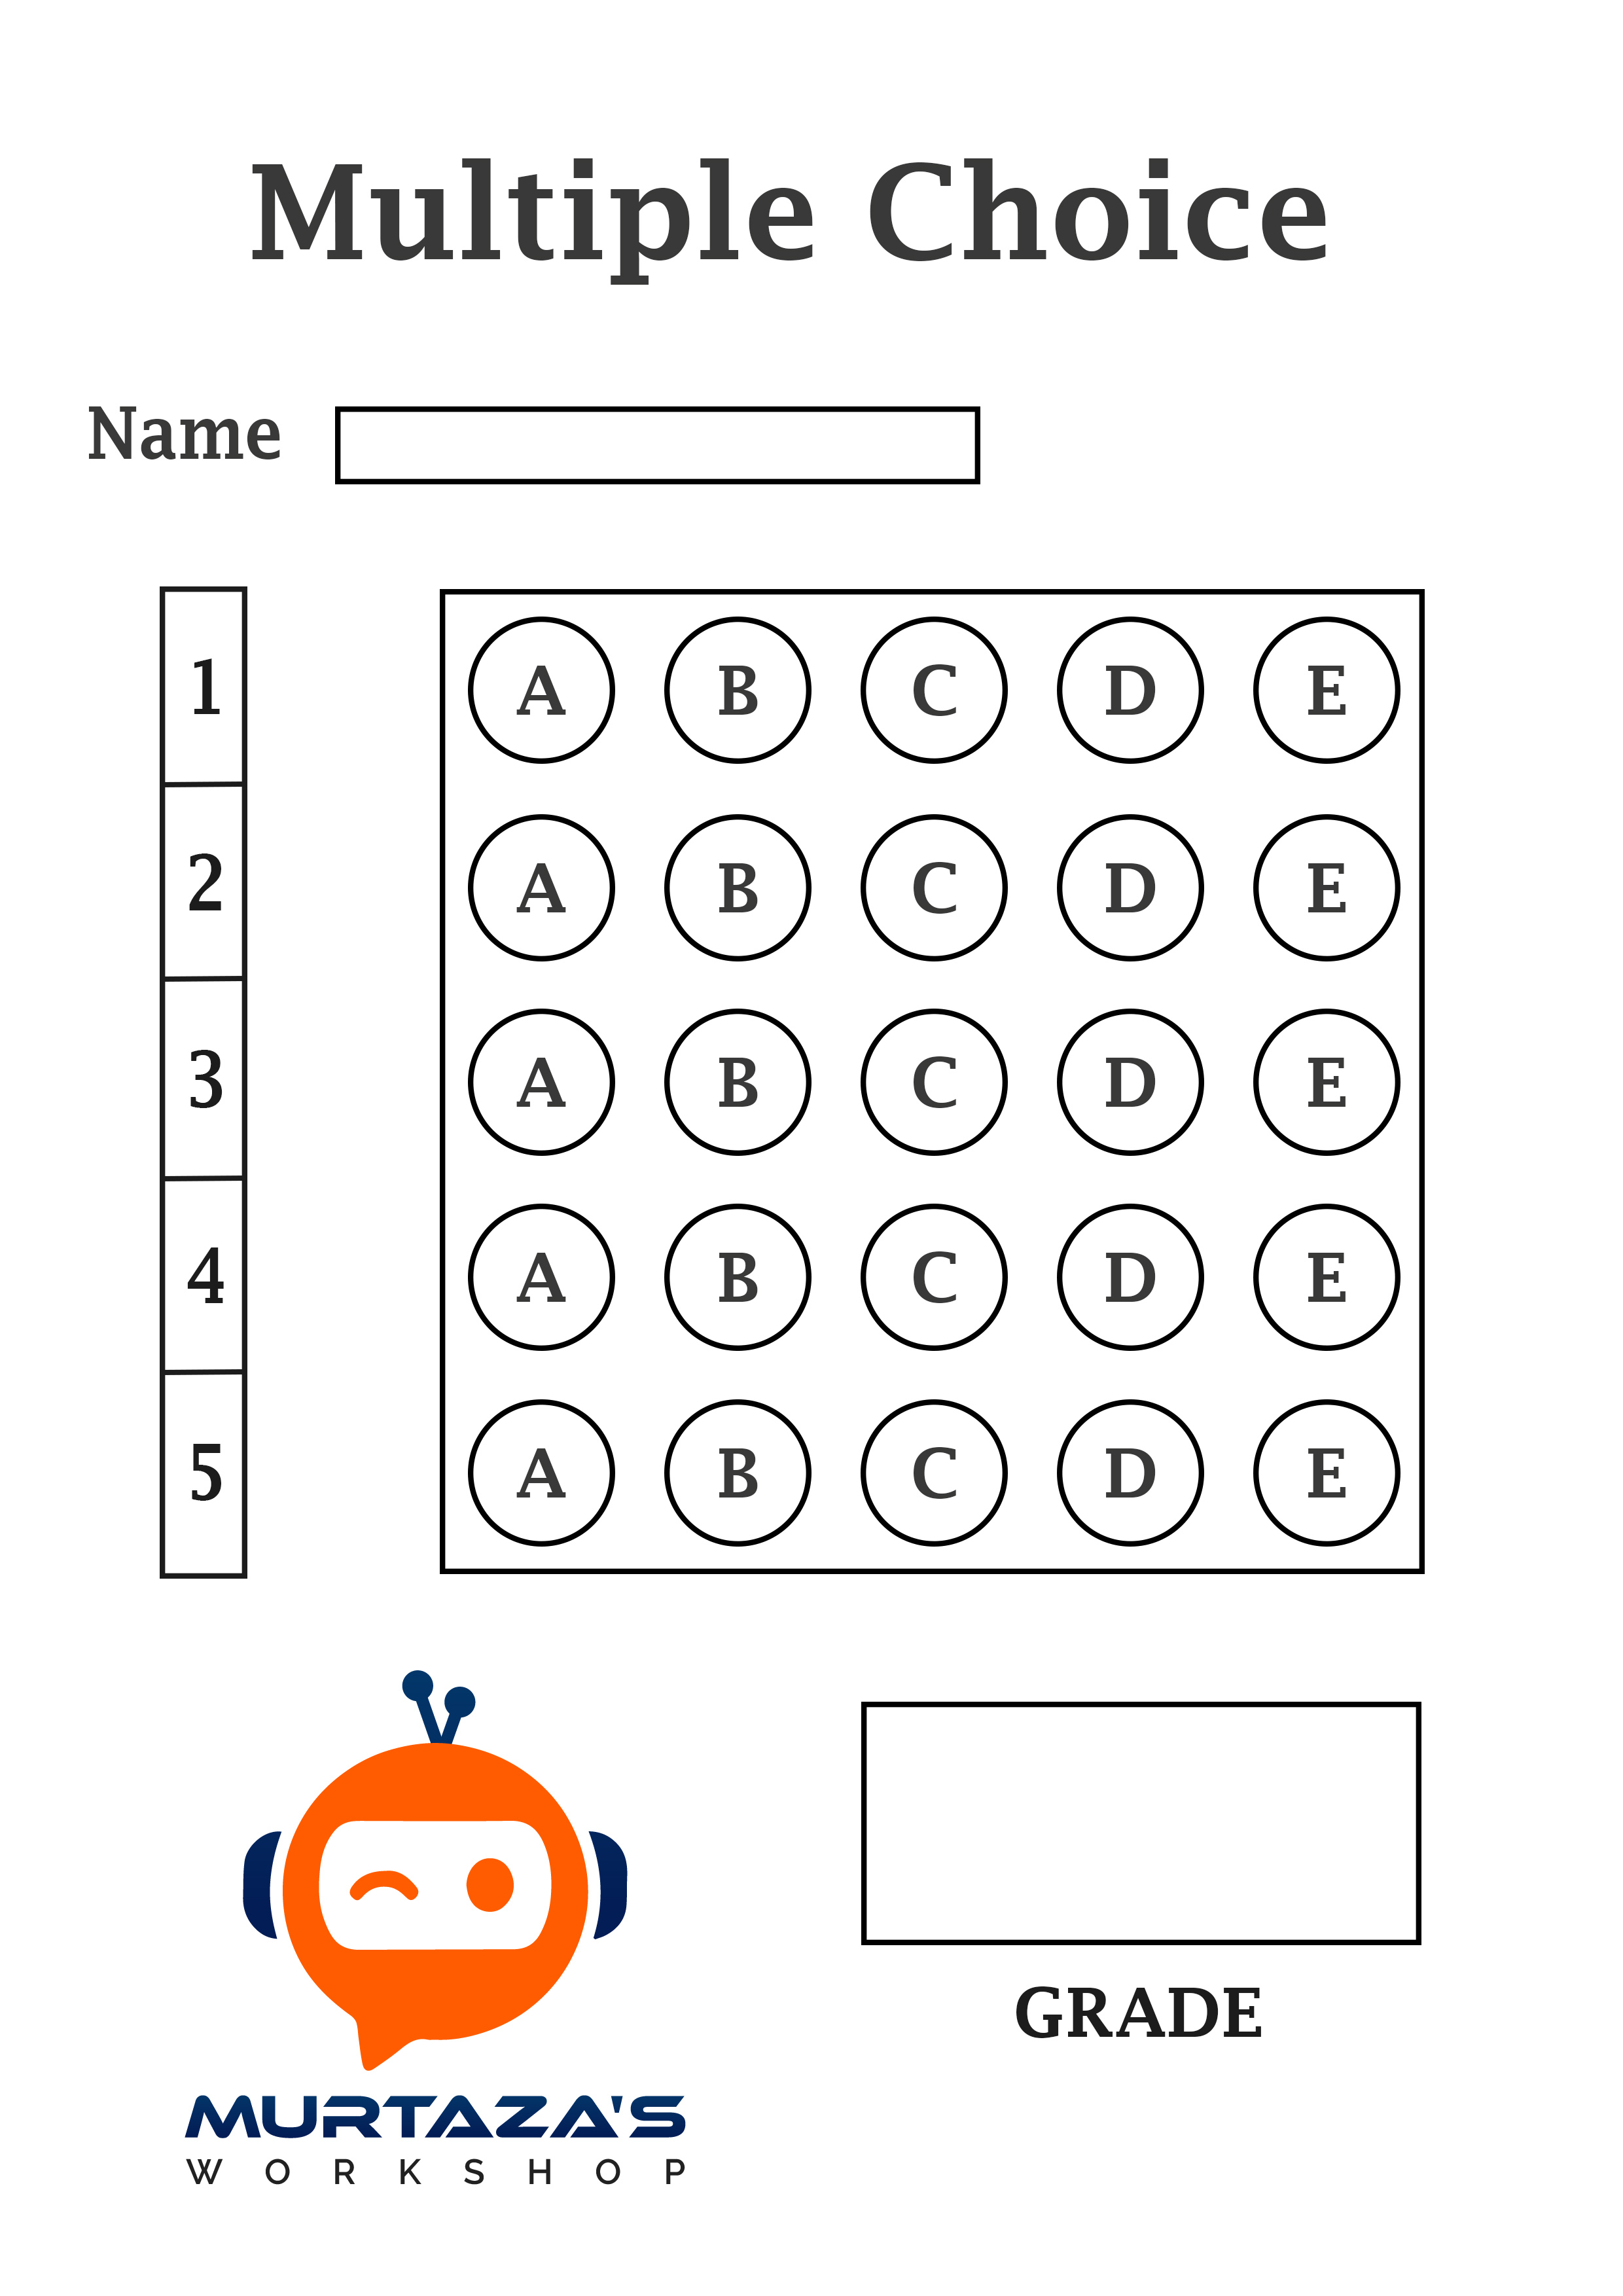 Multiple Choice
Name
1 A B C D E
2 A B C D E
3 A B C D E
4 A B C D E
5 A B C D E
GRADE
MURTAZA'S
WORKSHOP